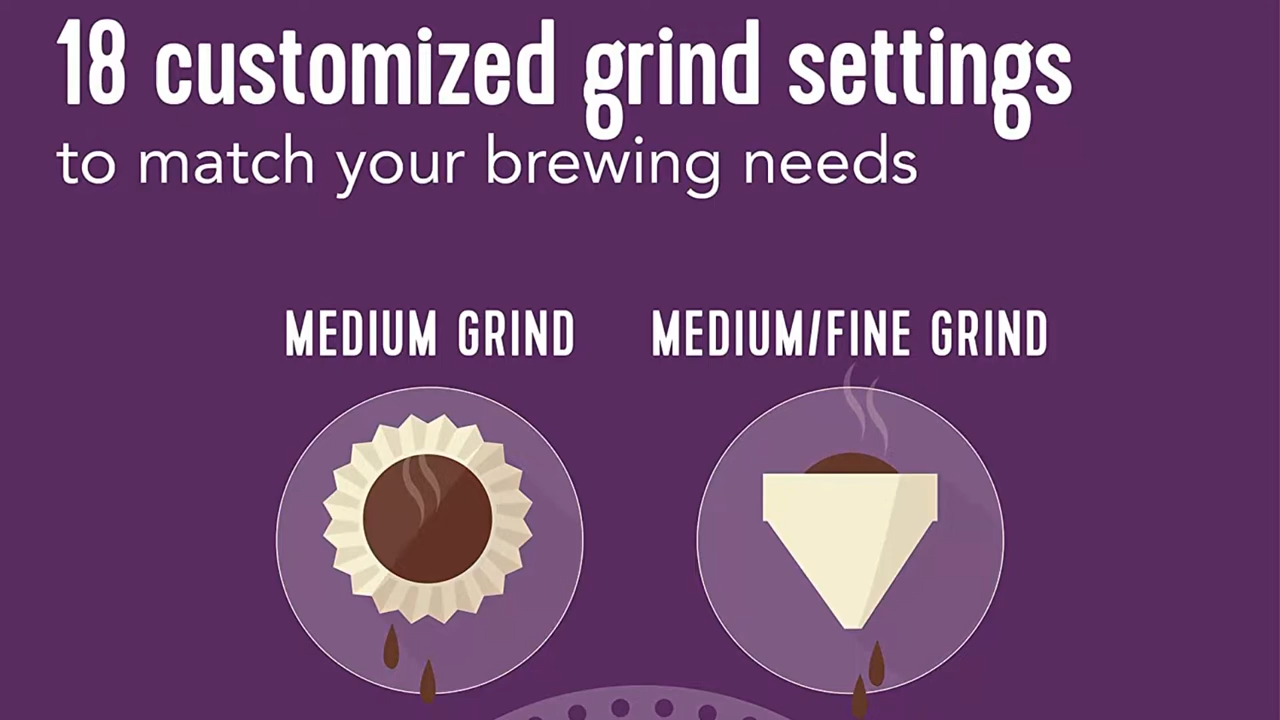 18 customized grind settings
to match your brewing needs
MEDIUM GRIND
MEDIUM/FINE GRIND